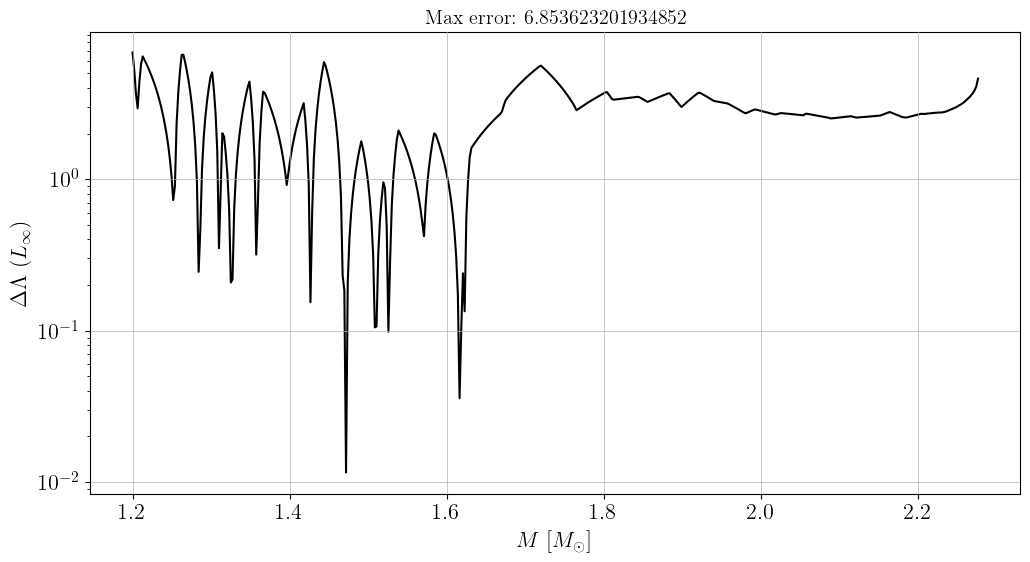 Max error: 6.853623201934852
ΔΛ (L∞)
10⁰
10⁻¹
10⁻²
1.2 1.4 1.6 1.8 2.0 2.2
M [M⊙]